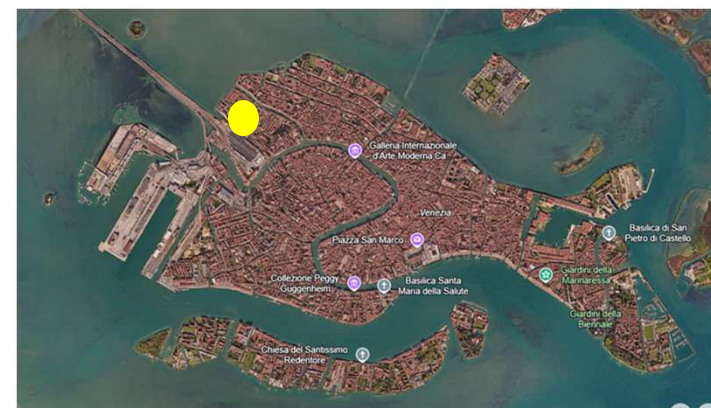 Galleria Internazionale
d'Arte Moderna Ca
Venezia
Piazza San Marco
Basilica di San
Pietro di Castello
Collezione Peggy
Guggenheim
Basilica Santa
Maria della Salute
Giardini della
Marinaressa
Giardini della
Biennale
Chiesa del Santissimo
Redentore